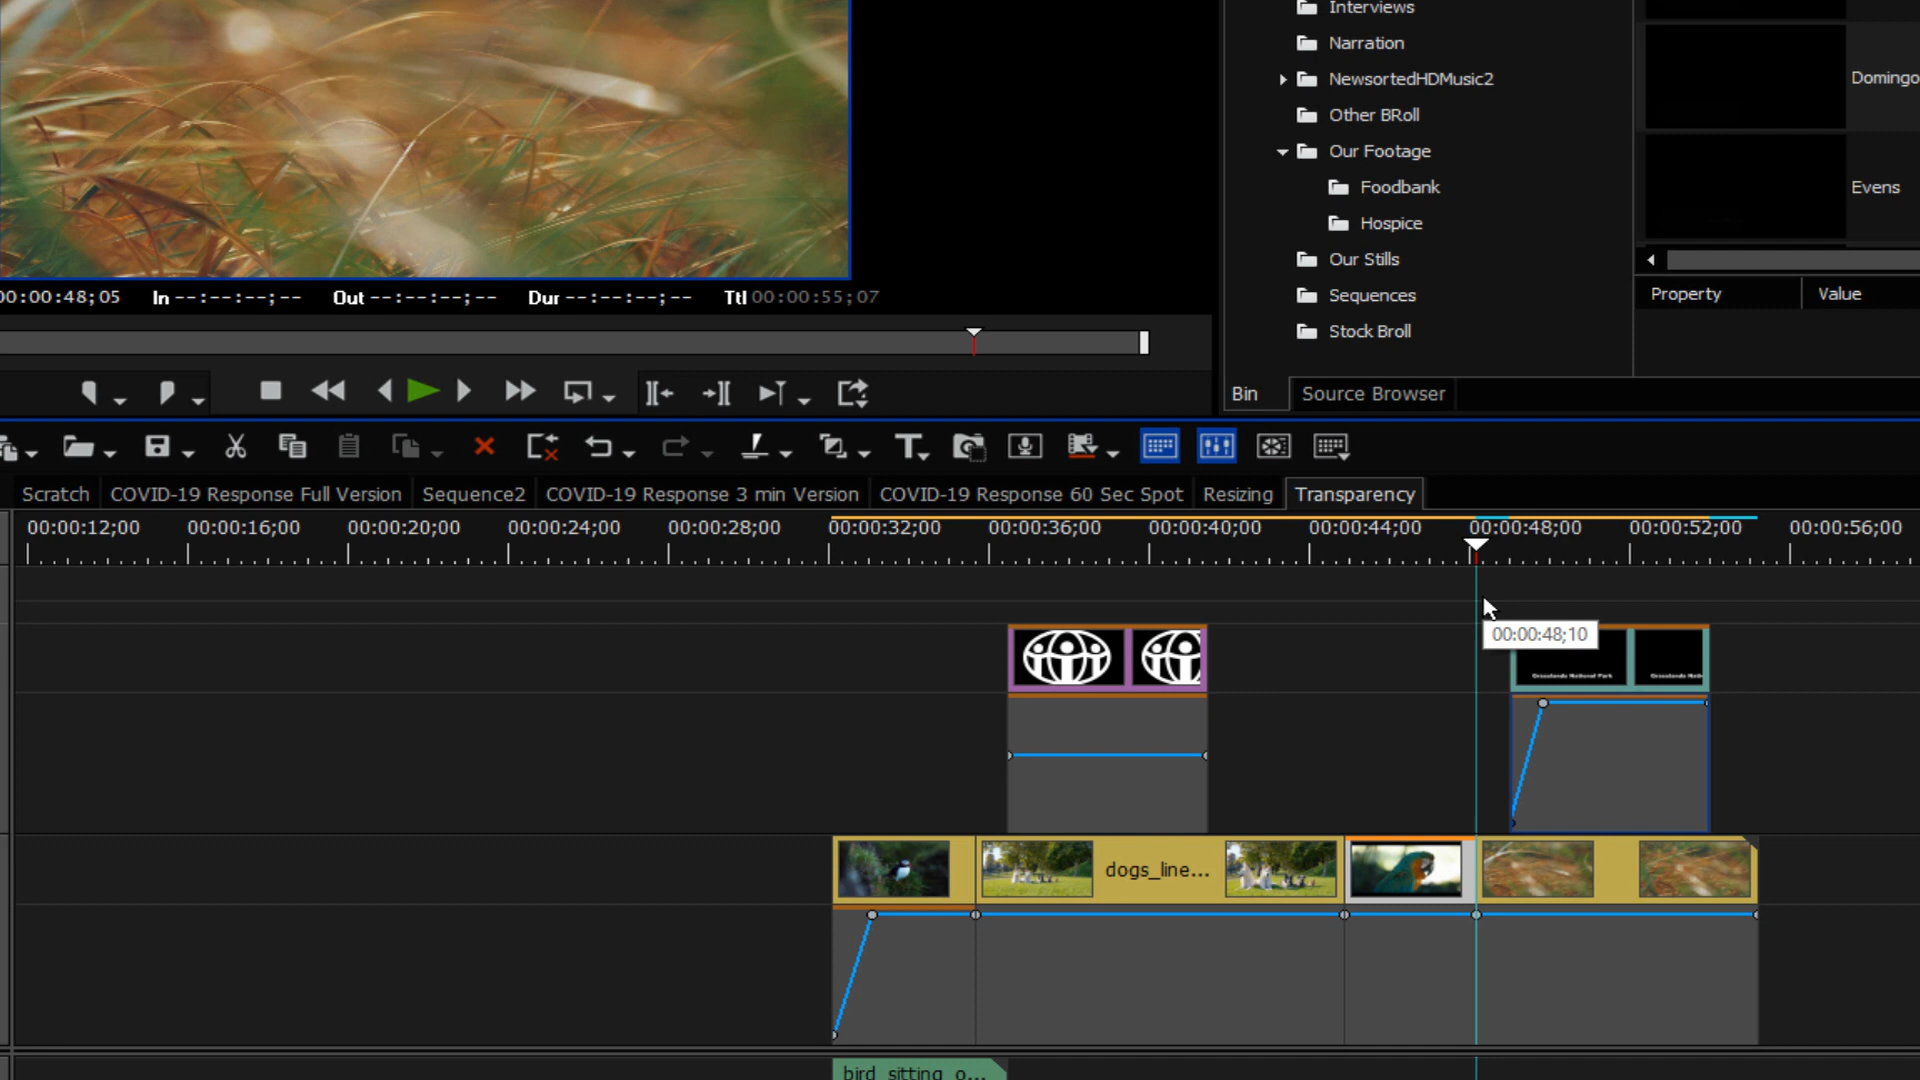 Interviews
Narration
NewsortedHDMusic2
Other BRoll
Our Footage
Foodbank
Hospice
Our Stills
Sequences
Stock Broll
Domingo
Evens
Property Value
Bin Source Browser
00:00:48;05 In --:--:--;-- Out --:--:--;-- Dur --:--:--;-- Ttl 00:00:55;07
Scratch COVID-19 Response Full Version Sequence2 COVID-19 Response 3 min Version COVID-19 Response 60 Sec Spot Resizing Transparency
00:00:12;00 00:00:16;00 00:00:20;00 00:00:24;00 00:00:28;00 00:00:32;00 00:00:36;00 00:00:40;00 00:00:44;00 00:00:48;00 00:00:52;00 00:00:56;00
00:00:48;10
Grasslands National Park Grasslands Nati
dogs_line...
bird_sitting_o...